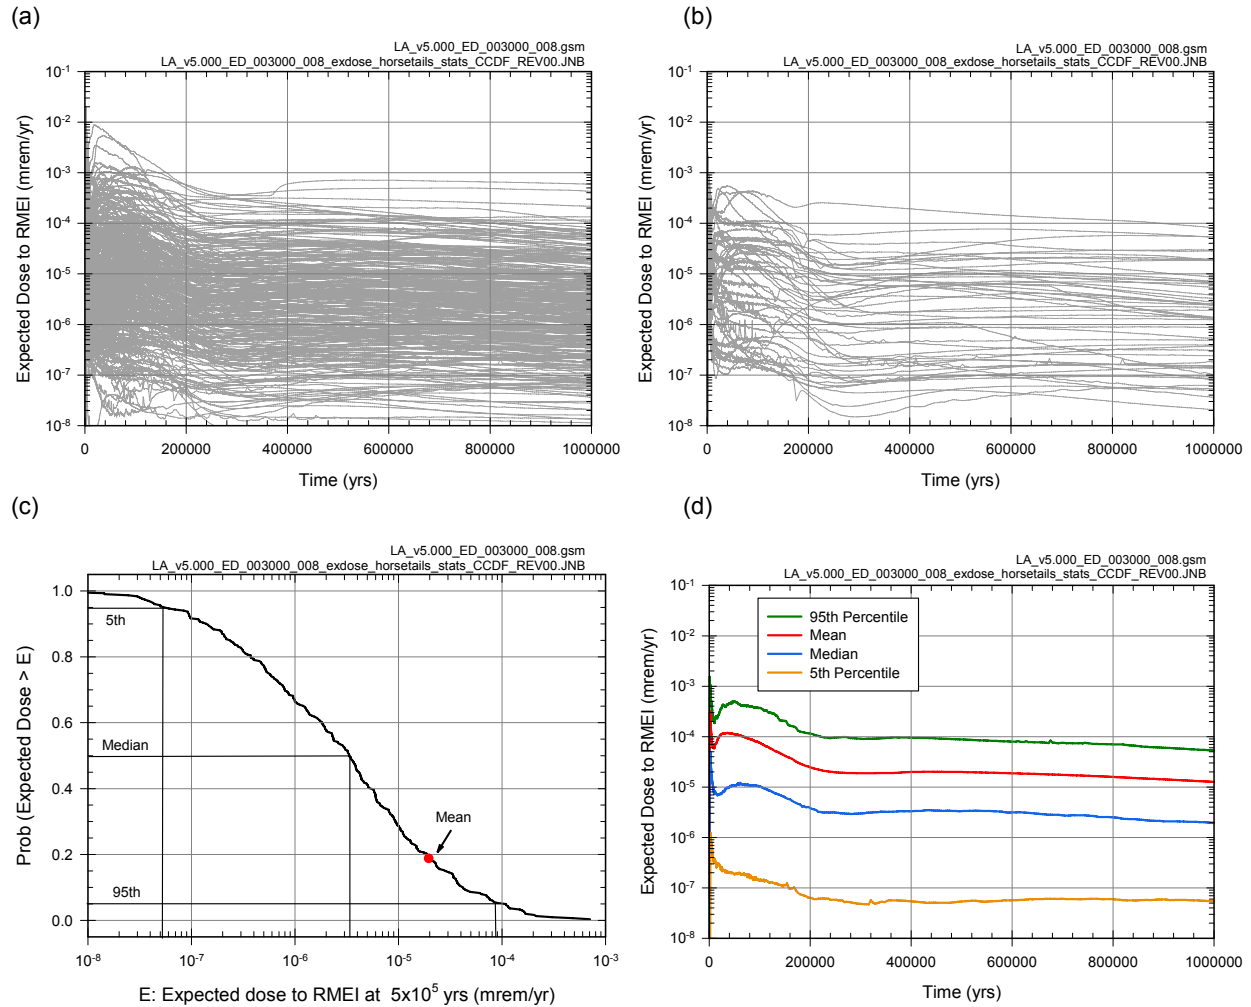 (a)
LA_v5.000_ED_003000_008.gsm
LA_v5.000_ED_003000_008_exdose_horsetails_stats_CCDF_REV00.JNB
Expected Dose to RMEI (mrem/yr)
10-1
10-2
10-3
10-4
10-5
10-6
10-7
10-8
0 200000 400000 600000 800000 1000000
Time (yrs)
(b)
LA_v5.000_ED_003000_008.gsm
LA_v5.000_ED_003000_008_exdose_horsetails_stats_CCDF_REV00.JNB
Expected Dose to RMEI (mrem/yr)
10-1
10-2
10-3
10-4
10-5
10-6
10-7
10-8
0 200000 400000 600000 800000 1000000
Time (yrs)
(c)
LA_v5.000_ED_003000_008.gsm
LA_v5.000_ED_003000_008_exdose_horsetails_stats_CCDF_REV00.JNB
Prob (Expected Dose > E)
1.0
5th
0.8
0.6
Median
0.4
Mean
0.2
95th
0.0
10-8 10-7 10-6 10-5 10-4 10-3
E: Expected dose to RMEI at 5x105 yrs (mrem/yr)
(d)
LA_v5.000_ED_003000_008.gsm
LA_v5.000_ED_003000_008_exdose_horsetails_stats_CCDF_REV00.JNB
Expected Dose to RMEI (mrem/yr)
10-1
10-2
10-3
10-4
10-5
10-6
10-7
10-8
95th Percentile
Mean
Median
5th Percentile
0 200000 400000 600000 800000 1000000
Time (yrs)